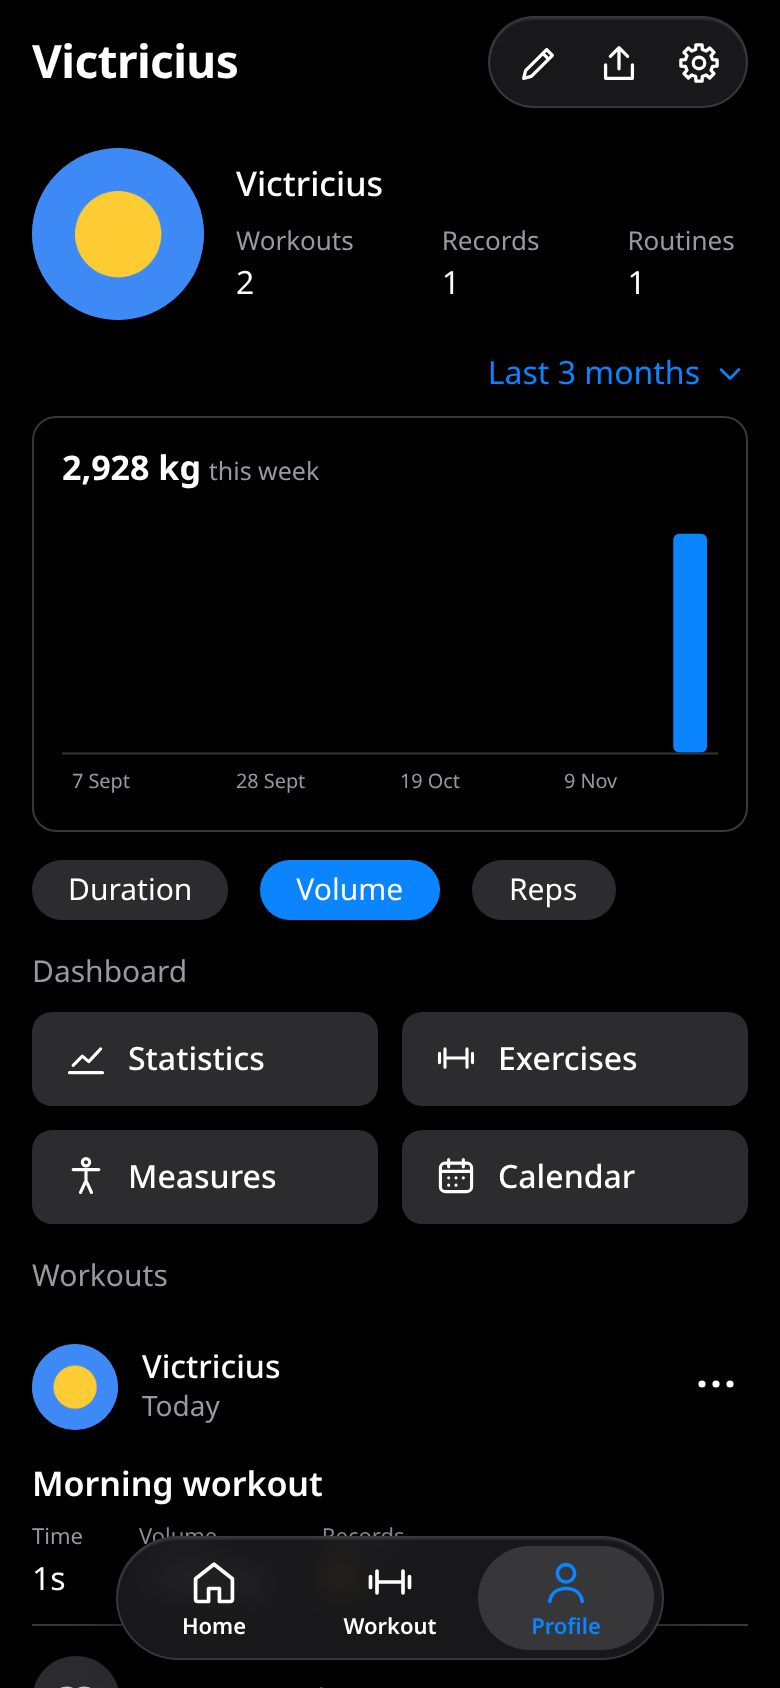 Victricius
Victricius
Workouts Records Routines
2 1 1
Last 3 months
2,928 kg this week
7 Sept 28 Sept 19 Oct 9 Nov
Duration Volume Reps
Dashboard
Statistics Exercises
Measures Calendar
Workouts
Victricius
Today
Morning workout
Time Volume Records
1s
Home Workout Profile